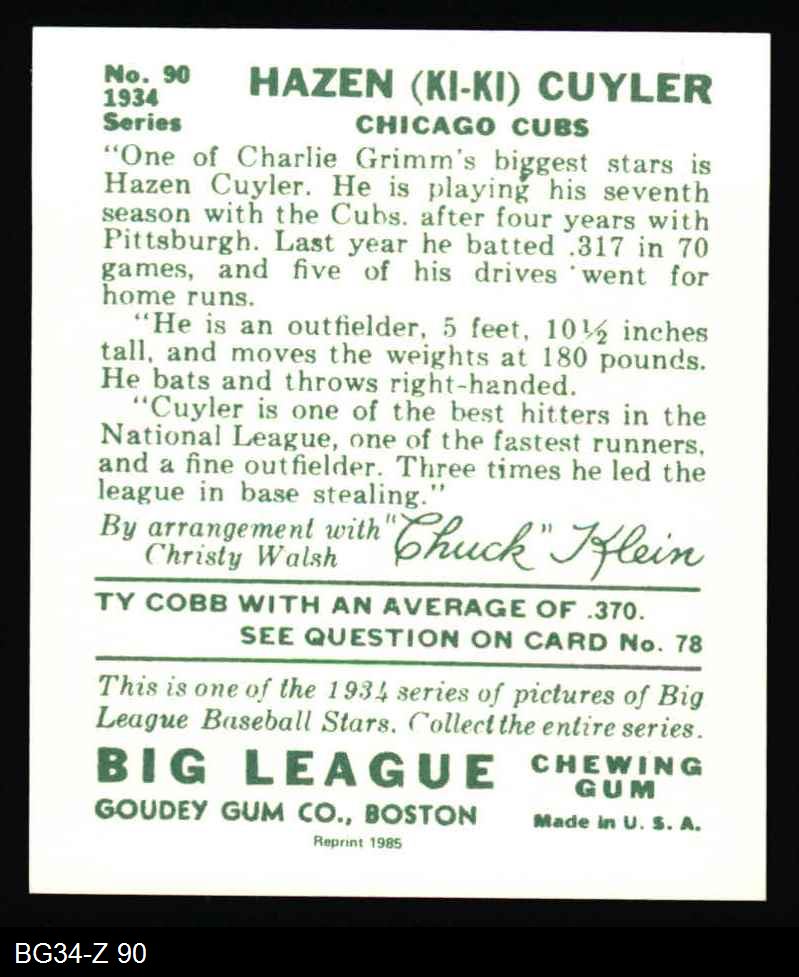 No. 90
1934
Series
HAZEN (KI-KI) CUYLER
CHICAGO CUBS
"One of Charlie Grimm's biggest stars is
Hazen Cuyler. He is playing his seventh
season with the Cubs. after four years with
Pittsburgh. Last year he batted .317 in 70
games, and five of his drives went for
home runs.
"He is an outfielder, 5 feet, 10½ inches
tall, and moves the weights at 180 pounds.
He bats and throws right-handed.
"Cuyler is one of the best hitters in the
National League, one of the fastest runners,
and a fine outfielder. Three times he led the
league in base stealing."
By arrangement with
Christy Walsh
"Chuck" Klein
TY COBB WITH AN AVERAGE OF .370.
SEE QUESTION ON CARD No. 78
This is one of the 1934 series of pictures of Big
League Baseball Stars. Collect the entire series.
BIG LEAGUE
CHEWING
GUM
GOUDEY GUM CO., BOSTON
Made in U. S. A.
Reprint 1985
BG34-Z 90